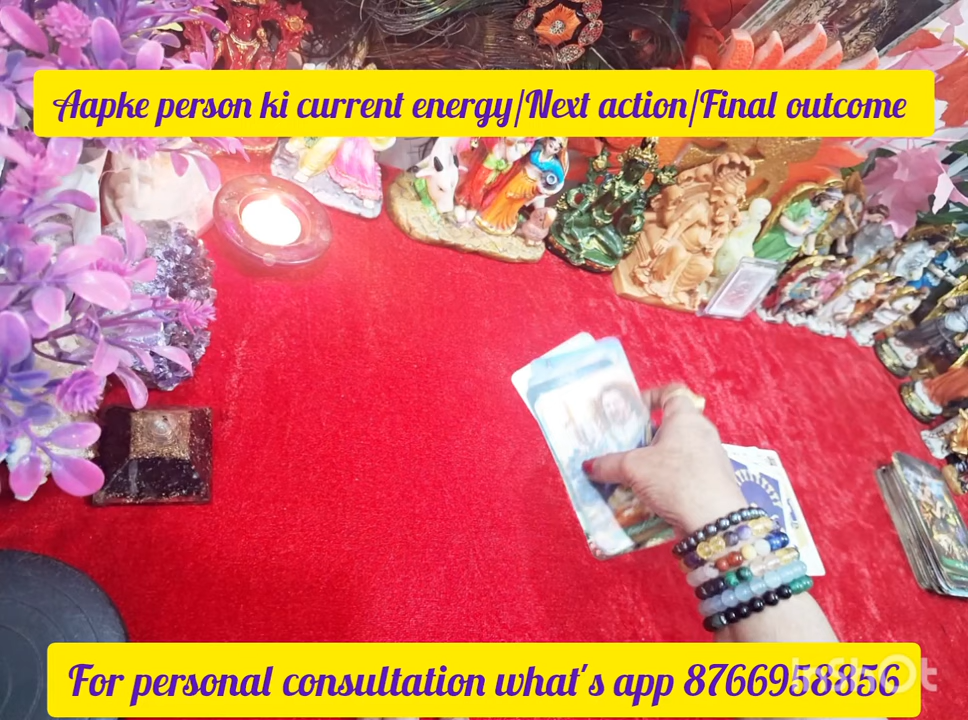 Aapke person ki current energy/Next action/Final outcome
For personal consultation what's app 8766958856